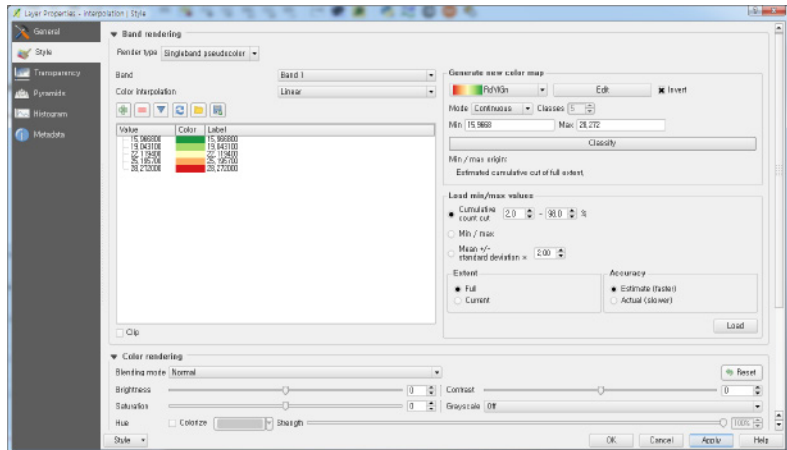 Layer Properties - interpolation | Style
General
Style
Transparency
Pyramids
Histogram
Metadata
Band rendering
Render type Singleband pseudocolor
Band Band 1
Color interpolation Linear
Value Color Label
15.966800 15.966800
19.043100 19.043100
22.119400 22.119400
25.195700 25.195700
28.272000 28.272000
Clip
Generate new color map
RdYlGn Edit Invert
Mode Continuous Classes 5
Min 15.9668 Max 28.272
Classify
Min / max origin:
Estimated cumulative cut of full extent.
Load min/max values
Cumulative count cut 2.0 - 98.0 %
Min / max
Mean +/-
standard deviation × 2.00
Extent
Full
Current
Accuracy
Estimate (faster)
Actual (slower)
Load
Color rendering
Blending mode Normal Reset
Brightness 0 Contrast 0
Saturation 0 Grayscale Off
Hue Colorize Strength 100%
Style OK Cancel Apply Help